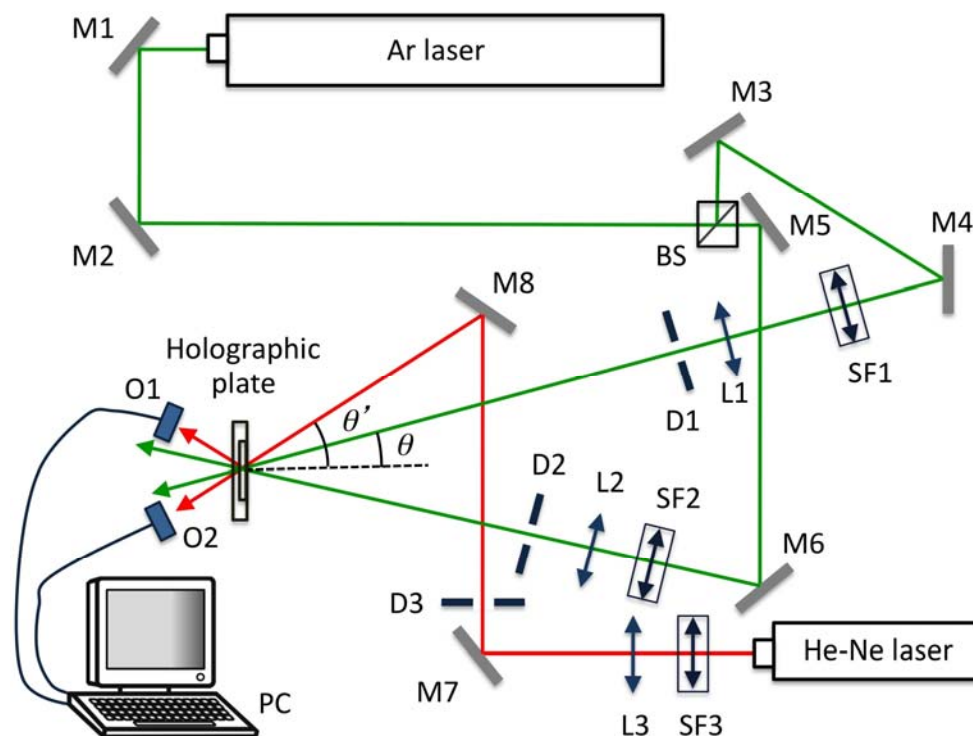 M1
Ar laser
M3
M2
BS
M5
M4
M8
Holographic
plate
SF1
L1
D1
O1
θ'
θ
D2
L2
SF2
O2
M6
D3
He-Ne laser
M7
PC
L3
SF3